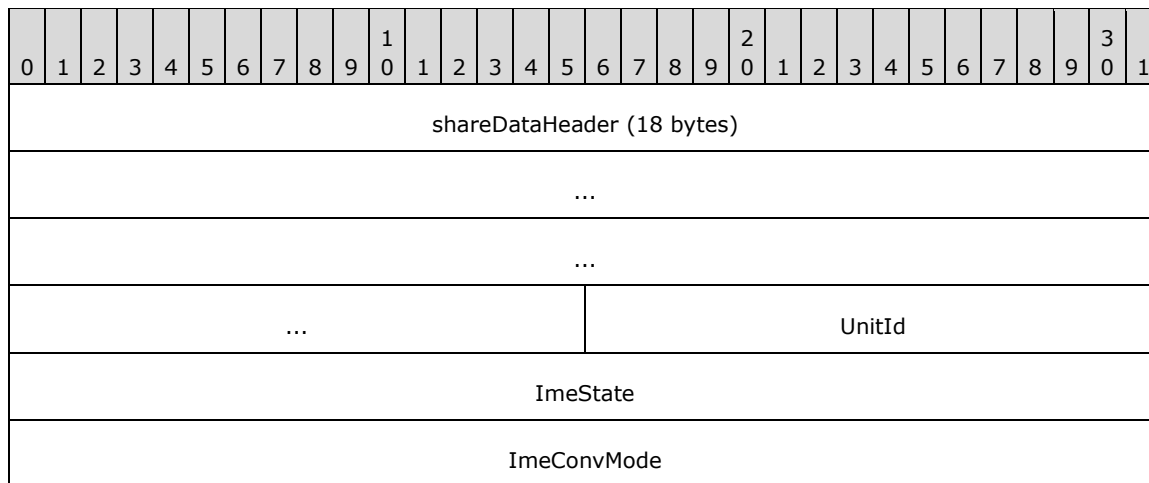 1 2 3
0 1 2 3 4 5 6 7 8 9 0 1 2 3 4 5 6 7 8 9 0 1 2 3 4 5 6 7 8 9 0 1
shareDataHeader (18 bytes)
...
...
... UnitId
ImeState
ImeConvMode